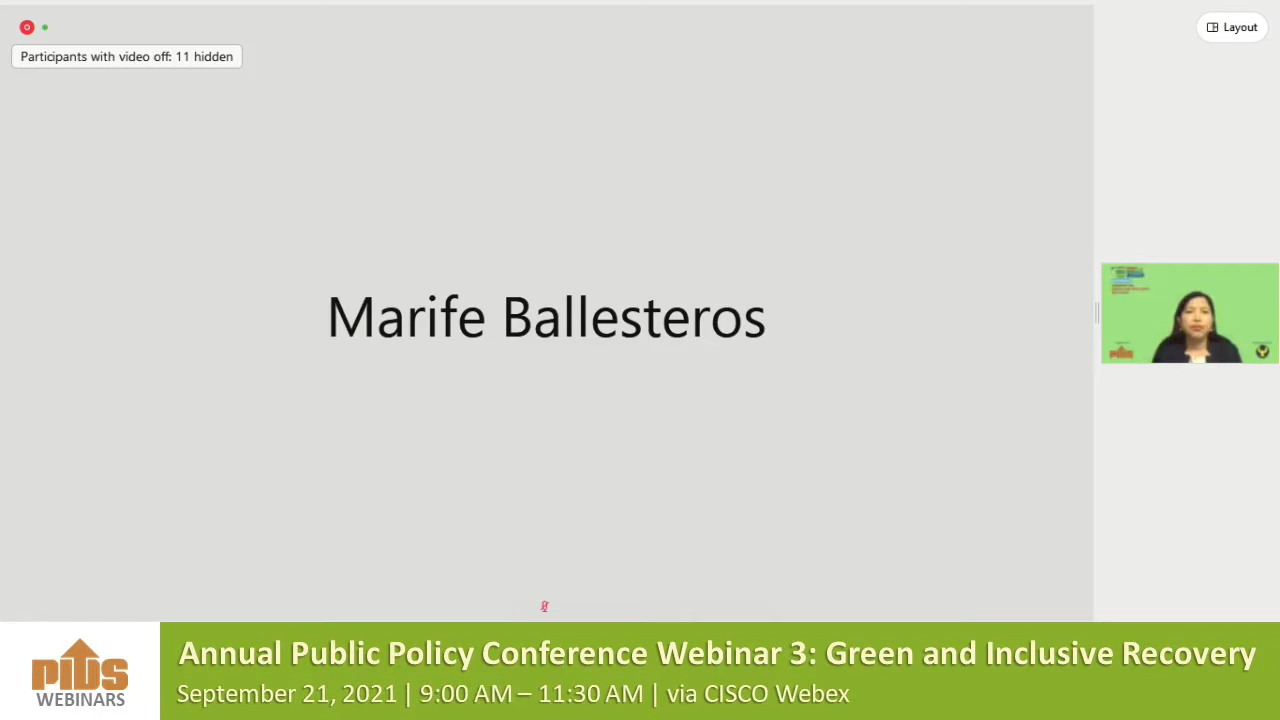 Participants with video off: 11 hidden
Layout
Marife Ballesteros
PIDS
PIDS
WEBINARS
Annual Public Policy Conference Webinar 3: Green and Inclusive Recovery
September 21, 2021 | 9:00 AM – 11:30 AM | via CISCO Webex